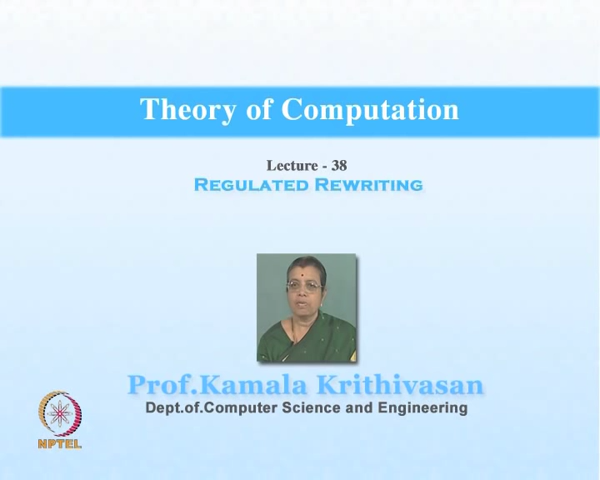 Theory of Computation
Lecture - 38
REGULATED REWRITING
Prof.Kamala Krithivasan
Dept.of.Computer Science and Engineering
NPTEL